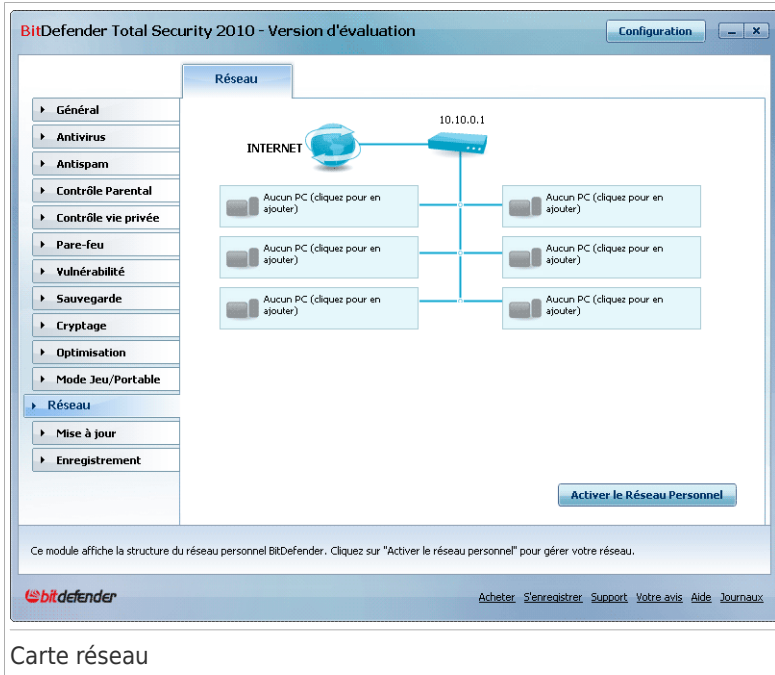 BitDefender Total Security 2010 - Version d'évaluation
Configuration
Réseau
Général
Antivirus
Antispam
Contrôle Parental
Contrôle vie privée
Pare-feu
Vulnérabilité
Sauvegarde
Cryptage
Optimisation
Mode Jeu/Portable
Réseau
Mise à jour
Enregistrement
10.10.0.1
INTERNET
Aucun PC (cliquez pour en
ajouter)
Aucun PC (cliquez pour en
ajouter)
Aucun PC (cliquez pour en
ajouter)
Aucun PC (cliquez pour en
ajouter)
Aucun PC (cliquez pour en
ajouter)
Aucun PC (cliquez pour en
ajouter)
Activer le Réseau Personnel
Ce module affiche la structure du réseau personnel BitDefender. Cliquez sur "Activer le réseau personnel" pour gérer votre réseau.
bitdefender
Acheter S'enregistrer Support Votre avis Aide Journaux
Carte réseau